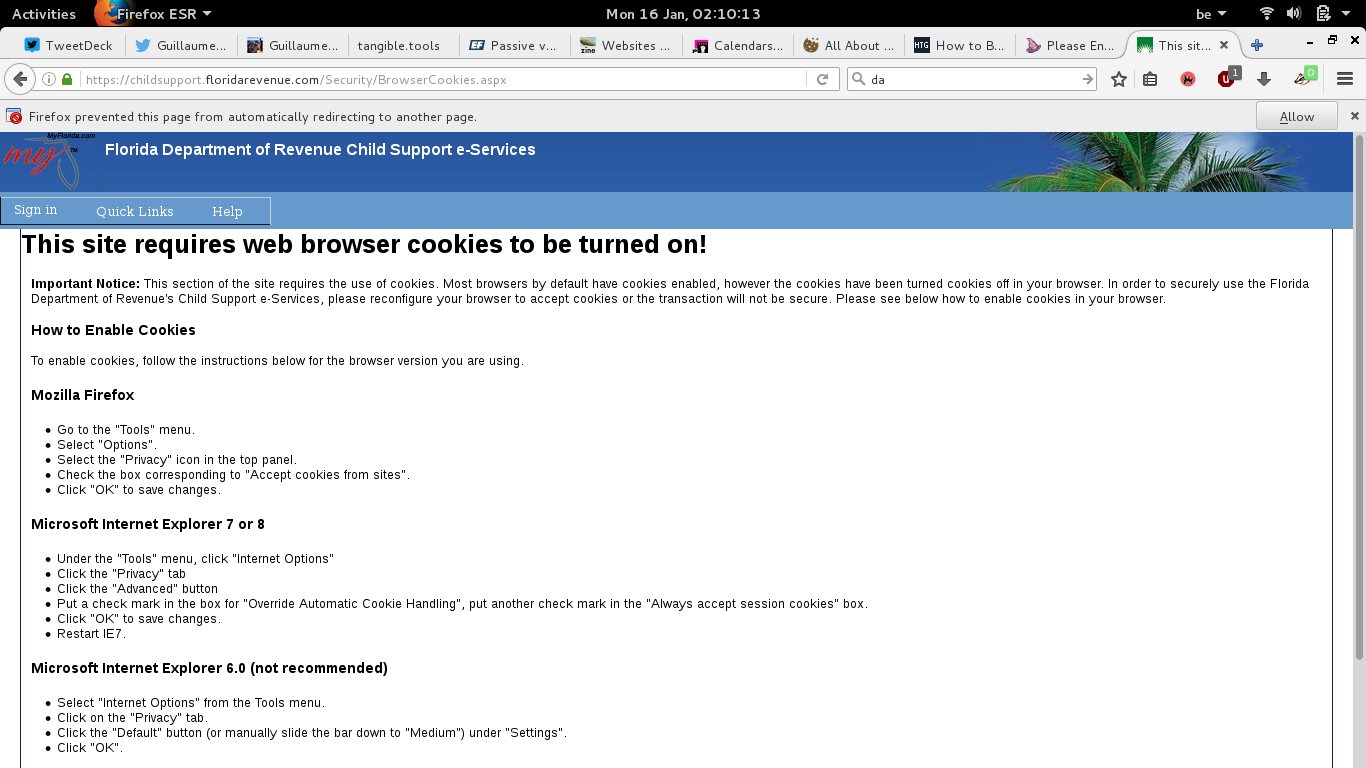 Activities Firefox ESR Mon 16 Jan, 02:10:13 be
TweetDeck Guillaume... Guillaume... tangible.tools Passive v... Websites ... Calendars... All About ... How to B... Please En... This sit...
https://childsupport.floridarevenue.com/Security/BrowserCookies.aspx da 1 0
Firefox prevented this page from automatically redirecting to another page. Allow
MyFlorida.com
my
Florida Department of Revenue Child Support e-Services
Sign in Quick Links Help
This site requires web browser cookies to be turned on!
Important Notice: This section of the site requires the use of cookies. Most browsers by default have cookies enabled, however the cookies have been turned cookies off in your browser. In order to securely use the Florida
Department of Revenue's Child Support e-Services, please reconfigure your browser to accept cookies or the transaction will not be secure. Please see below how to enable cookies in your browser.
How to Enable Cookies
To enable cookies, follow the instructions below for the browser version you are using.
Mozilla Firefox
• Go to the "Tools" menu.
• Select "Options".
• Select the "Privacy" icon in the top panel.
• Check the box corresponding to "Accept cookies from sites".
• Click "OK" to save changes.
Microsoft Internet Explorer 7 or 8
• Under the "Tools" menu, click "Internet Options"
• Click the "Privacy" tab
• Click the "Advanced" button
• Put a check mark in the box for "Override Automatic Cookie Handling", put another check mark in the "Always accept session cookies" box.
• Click "OK" to save changes.
• Restart IE7.
Microsoft Internet Explorer 6.0 (not recommended)
• Select "Internet Options" from the Tools menu.
• Click on the "Privacy" tab.
• Click the "Default" button (or manually slide the bar down to "Medium") under "Settings".
• Click "OK".